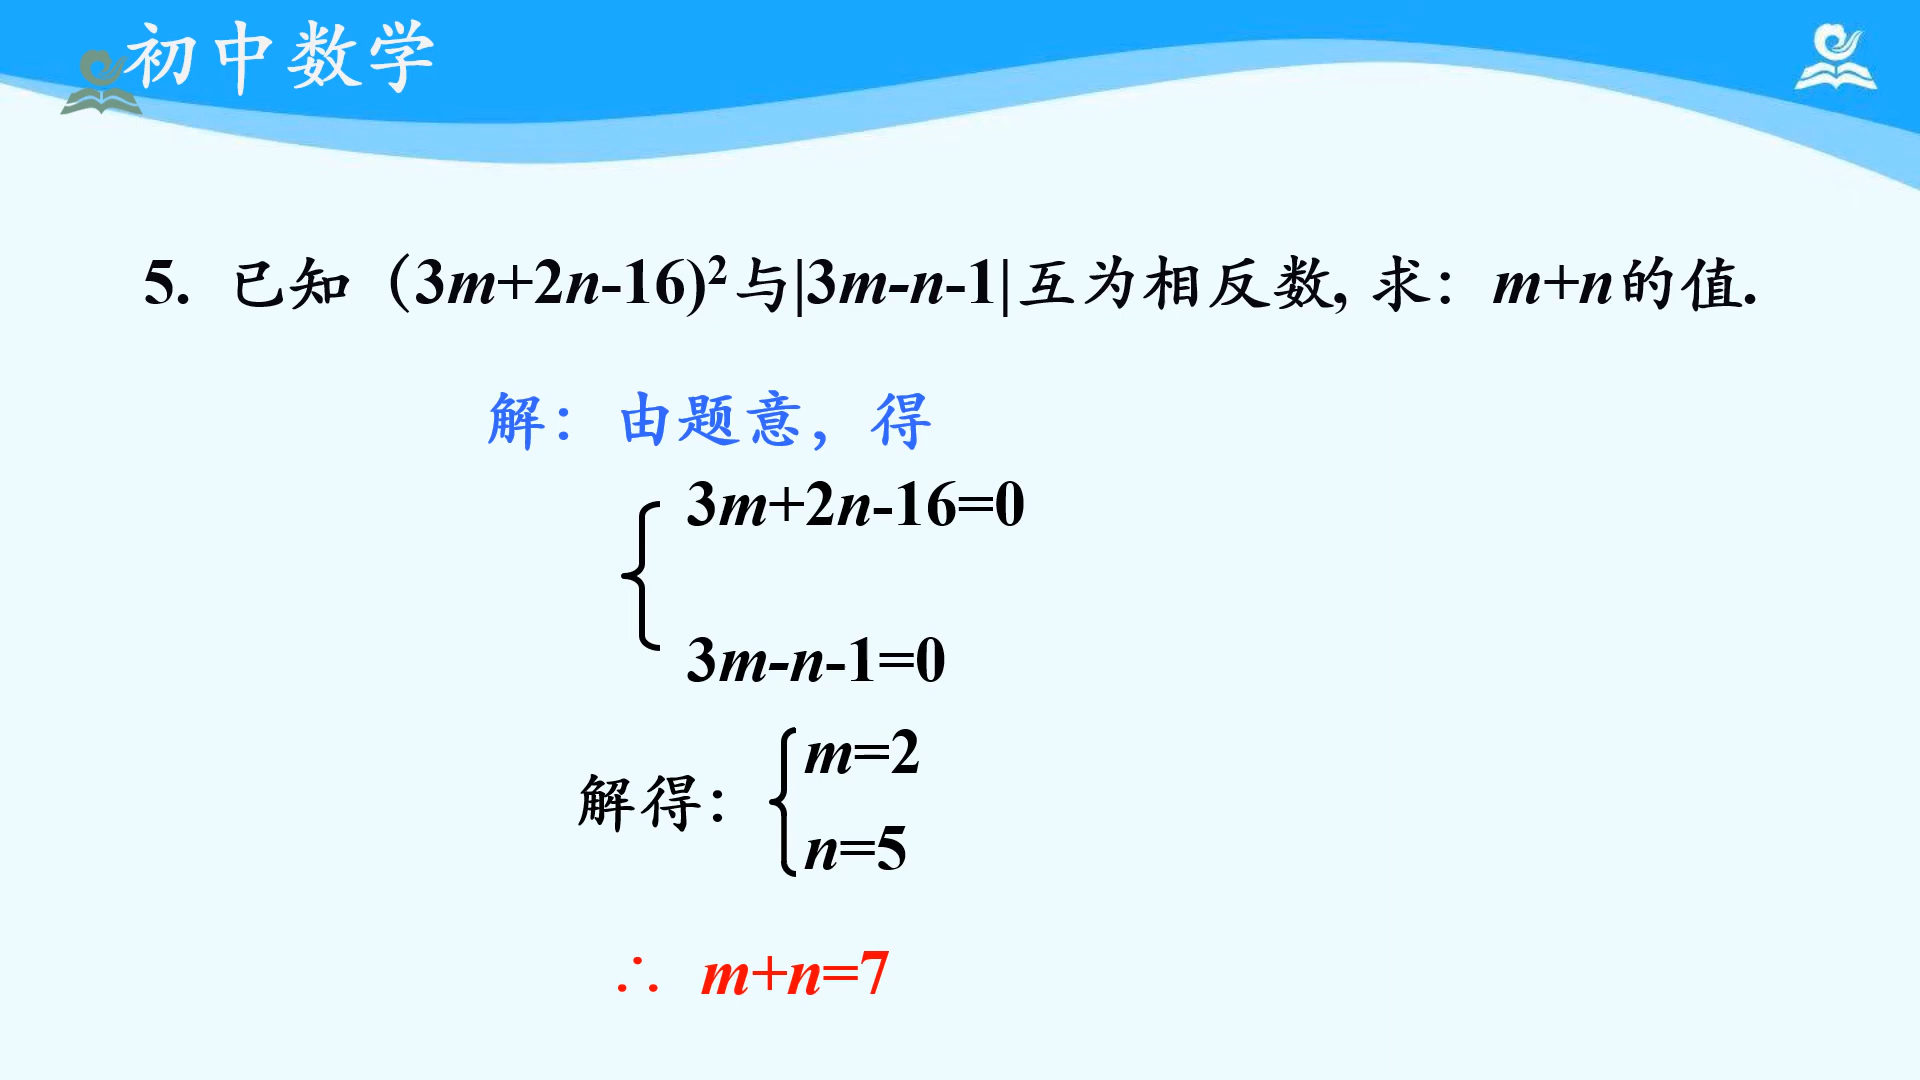 初中数学
5. 已知（3m+2n-16)²与|3m-n-1|互为相反数, 求：m+n的值.
解：由题意，得
3m+2n-16=0
3m-n-1=0
m=2
解得：
n=5
∴ m+n=7